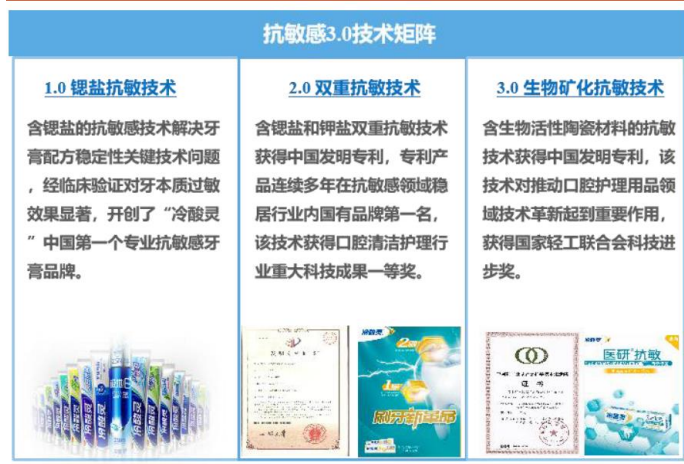 抗敏感3.0技术矩阵
1.0 锶盐抗敏技术
含锶盐的抗敏感技术解决牙
膏配方稳定性关键技术问题
，经临床验证对牙本质过敏
效果显著，开创了“冷酸灵
”中国第一个专业抗敏感牙
膏品牌。
2.0 双重抗敏技术
含锶盐和钾盐双重抗敏技术
获得中国发明专利，专利产
品连续多年在抗敏感领域稳
居行业内国有品牌第一名，
该技术获得口腔清洁护理行
业重大科技成果一等奖。
3.0 生物矿化抗敏技术
含生物活性陶瓷材料的抗敏
技术获得中国发明专利，该
技术对推动口腔护理用品领
域技术革新起到重要作用，
获得国家轻工联合会科技进
步奖。
冷酸灵
证书
冷酸灵
医研抗敏